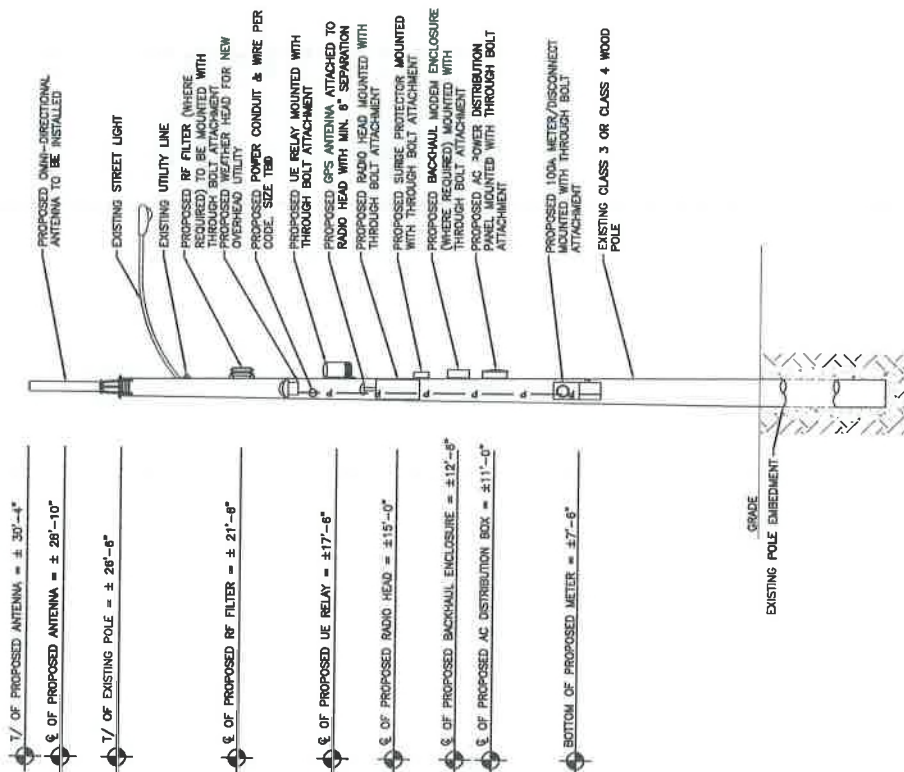 T/ OF PROPOSED ANTENNA = ± 30'-4"
℄ OF PROPOSED ANTENNA = ± 28'-10"
T/ OF EXISTING POLE = ± 26'-6"
℄ OF PROPOSED RF FILTER = ± 21'-6"
℄ OF PROPOSED UE RELAY = ±17'-6"
℄ OF PROPOSED RADIO HEAD = ±15'-0"
℄ OF PROPOSED BACKHAUL ENCLOSURE = ±12'-6"
℄ OF PROPOSED AC DISTRIBUTION BOX = ±11'-0"
BOTTOM OF PROPOSED METER = ±7'-6"
GRADE
EXISTING POLE EMBEDMENT
PROPOSED OMNI-DIRECTIONAL
ANTENNA TO BE INSTALLED
EXISTING STREET LIGHT
EXISTING UTILITY LINE
PROPOSED RF FILTER (WHERE
REQUIRED) TO BE MOUNTED WITH
THROUGH BOLT ATTACHMENT
PROPOSED WEATHER HEAD FOR NEW
OVERHEAD UTILITY
PROPOSED POWER CONDUIT & WIRE PER
CODE. SIZE TBD
PROPOSED UE RELAY MOUNTED WITH
THROUGH BOLT ATTACHMENT
PROPOSED GPS ANTENNA ATTACHED TO
RADIO HEAD WITH MIN. 6" SEPARATION
PROPOSED RADIO HEAD MOUNTED WITH
THROUGH BOLT ATTACHMENT
PROPOSED SURGE PROTECTOR MOUNTED
WITH THROUGH BOLT ATTACHMENT
PROPOSED BACKHAUL MODEM ENCLOSURE
(WHERE REQUIRED) MOUNTED WITH
THROUGH BOLT ATTACHMENT
PROPOSED AC POWER DISTRIBUTION
PANEL MOUNTED WITH THROUGH BOLT
ATTACHMENT
PROPOSED 100A METER/DISCONNECT
MOUNTED WITH THROUGH BOLT
ATTACHMENT
EXISTING CLASS 3 OR CLASS 4 WOOD
POLE
P
P
P
P
P
P